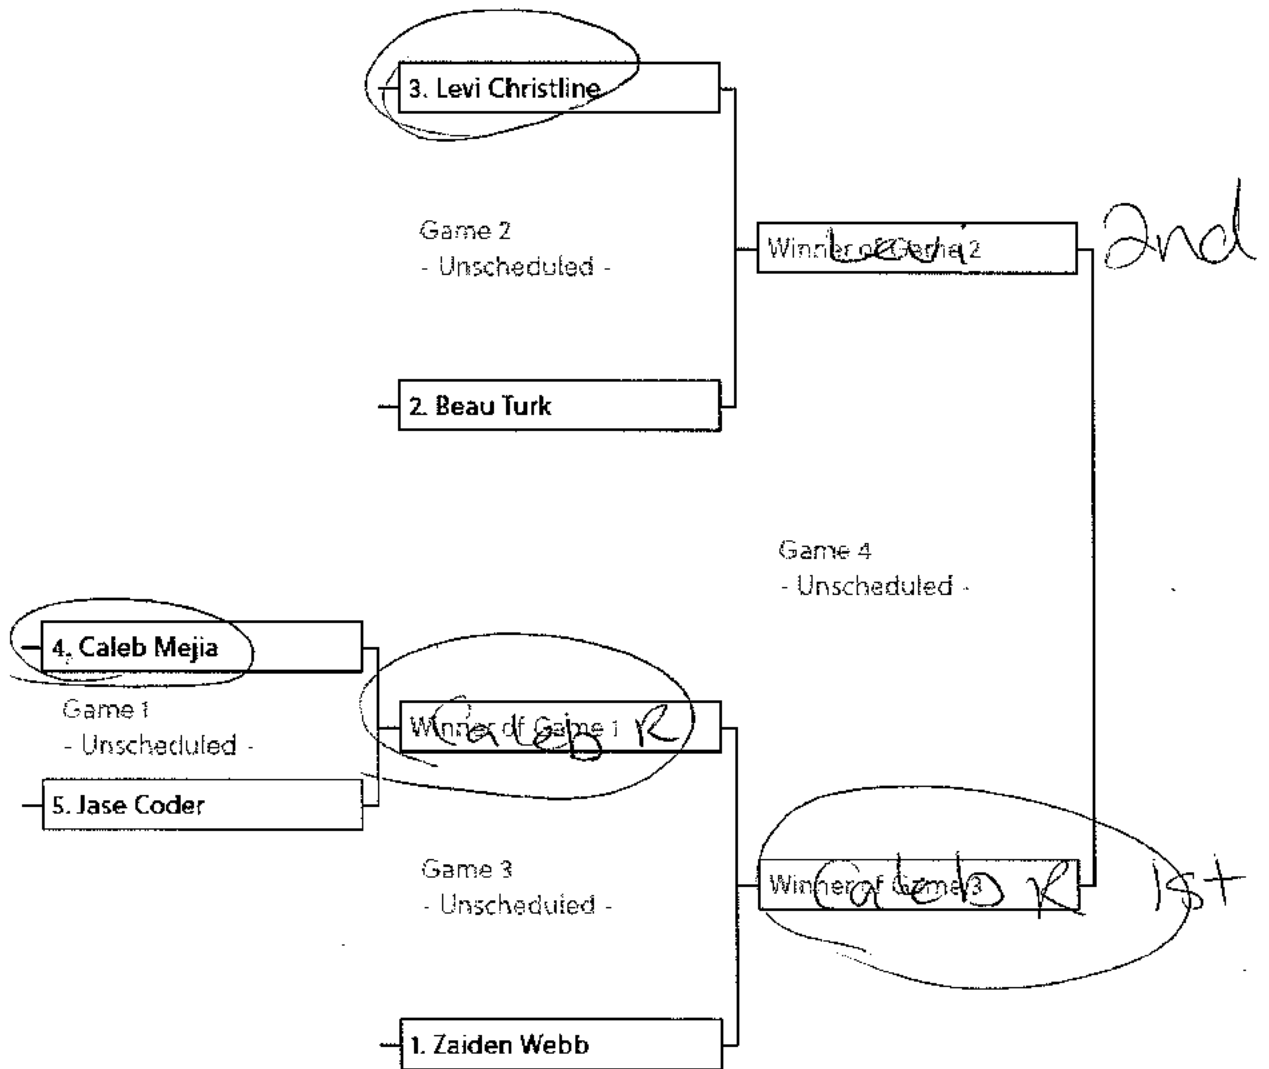 3. Levi Christline
Game 2
- Unscheduled -
Winner of Game 2
Levi
2nd
2. Beau Turk
Game 4
- Unscheduled -
4. Caleb Mejia
Game 1
- Unscheduled -
Winner of Game 1
Caleb R
5. Jase Coder
Game 3
- Unscheduled -
Winner of Game 3
Caleb R
1st
1. Zaiden Webb